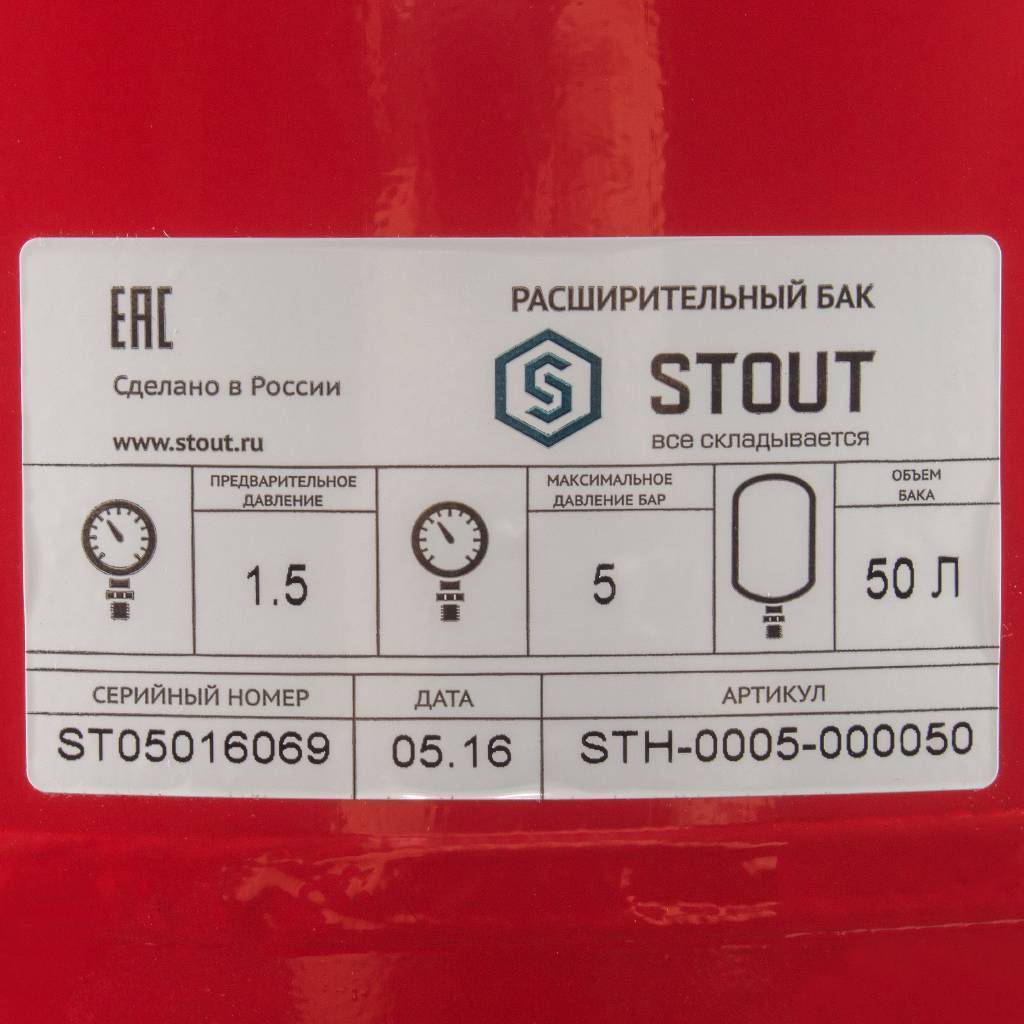 EAC
Сделано в России
www.stout.ru
РАСШИРИТЕЛЬНЫЙ БАК
S STOUT
все складывается
ПРЕДВАРИТЕЛЬНОЕ
ДАВЛЕНИЕ
1.5
МАКСИМАЛЬНОЕ
ДАВЛЕНИЕ БАР
5
ОБЪЕМ
БАКА
50 Л
СЕРИЙНЫЙ НОМЕР
ST05016069
ДАТА
05.16
АРТИКУЛ
STH-0005-000050